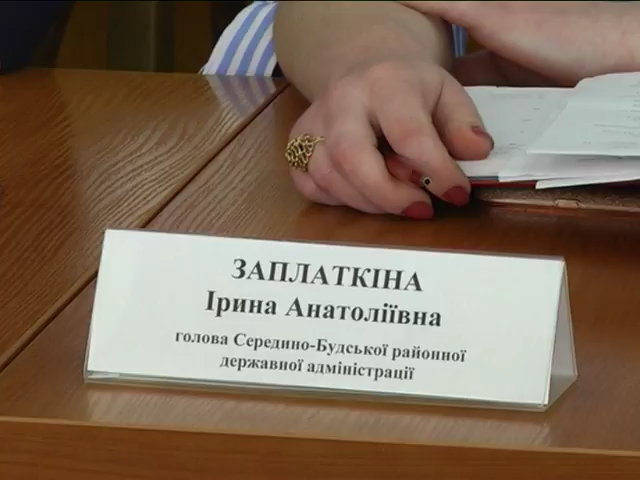 ЗАПЛАТКІНА
Ірина Анатоліївна
голова Середино-Будської районної
державної адміністрації